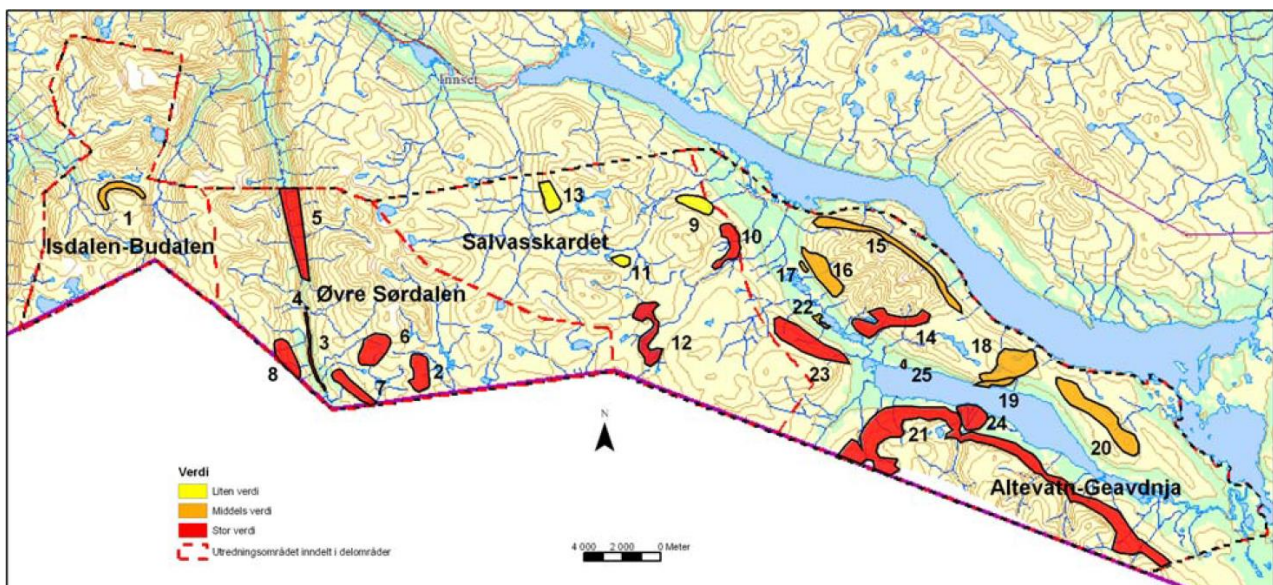 Innset
13
9
1
5
10
15
Isdalen-Budalen
Salvasskardet
11
17
16
4
Øvre Sørdalen
22
14
3
6
12
18
8
2
23
25
7
19
24
N
21
20
Verdi
Altevatn-Geavdnja
Liten verdi
Middels verdi
Stor verdi
Utredningsområdet inndelt i delområder
4 000 2 000 0 Meter